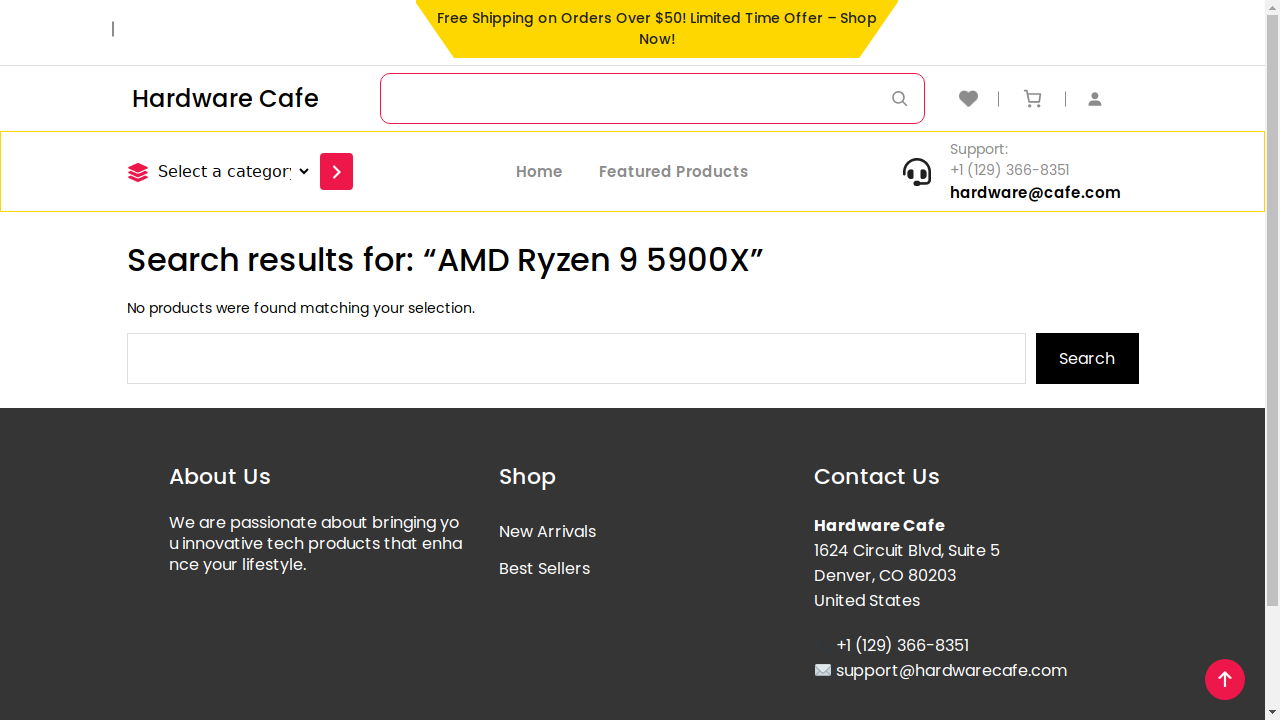 Free Shipping on Orders Over $50! Limited Time Offer – Shop
Now!
Hardware Cafe
Select a category
Home
Featured Products
Support:
+1 (129) 366-8351
hardware@cafe.com
Search results for: “AMD Ryzen 9 5900X”
No products were found matching your selection.
Search
About Us
We are passionate about bringing yo
u innovative tech products that enha
nce your lifestyle.
Shop
New Arrivals
Best Sellers
Contact Us
Hardware Cafe
1624 Circuit Blvd, Suite 5
Denver, CO 80203
United States
+1 (129) 366-8351
support@hardwarecafe.com